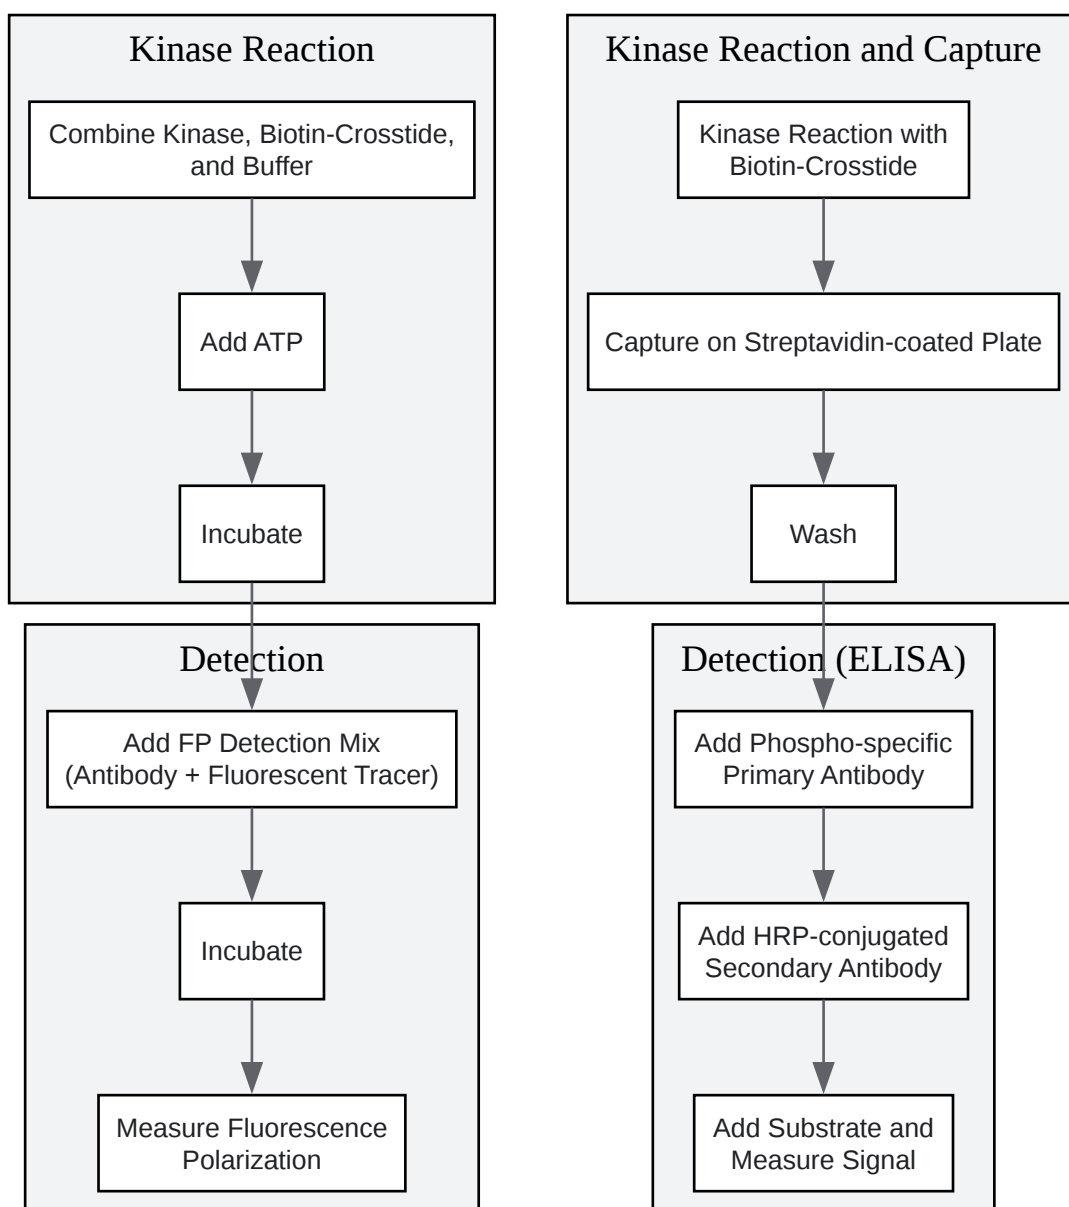 Kinase Reaction
Combine Kinase, Biotin-Crosstide,
and Buffer
Add ATP
Incubate
Detection
Add FP Detection Mix
(Antibody + Fluorescent Tracer)
Incubate
Measure Fluorescence
Polarization
Kinase Reaction and Capture
Kinase Reaction with
Biotin-Crosstide
Capture on Streptavidin-coated Plate
Wash
Detection (ELISA)
Add Phospho-specific
Primary Antibody
Add HRP-conjugated
Secondary Antibody
Add Substrate and
Measure Signal